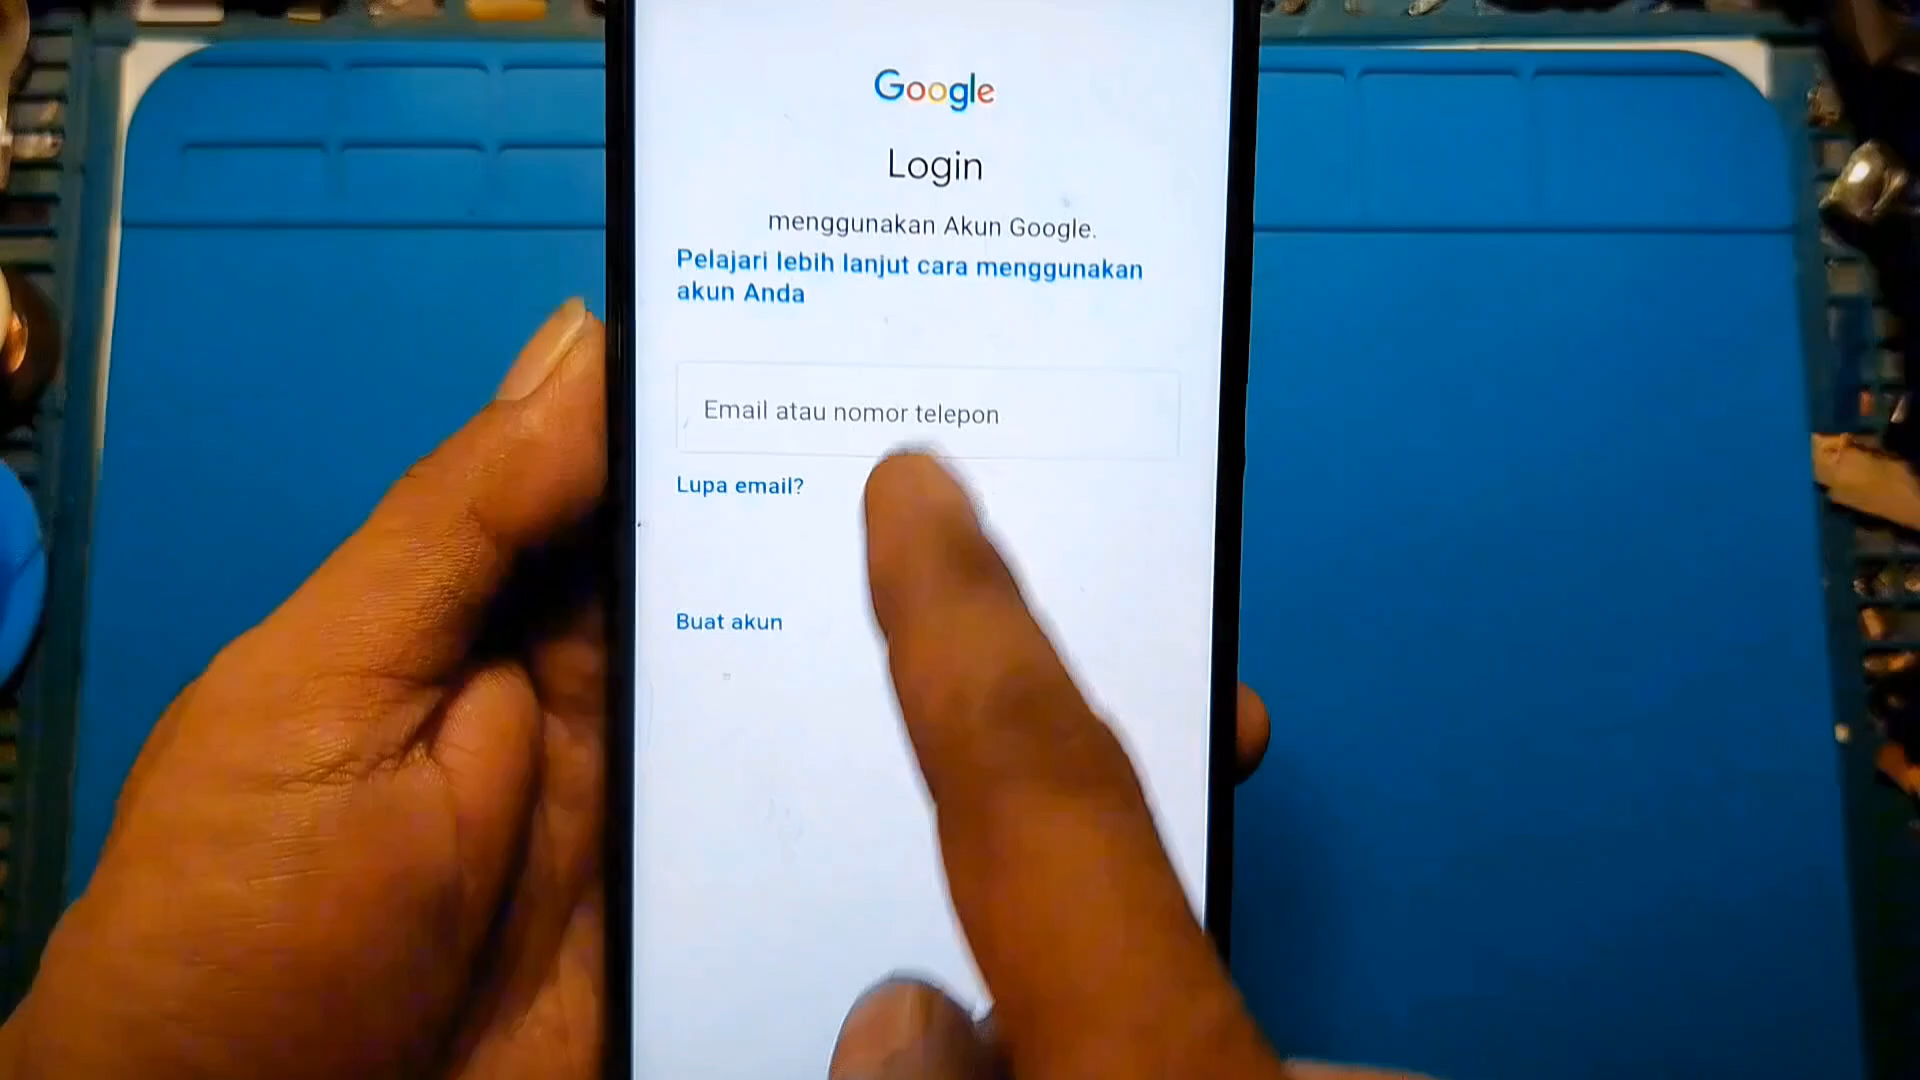 Google
Login
menggunakan Akun Google.
Pelajari lebih lanjut cara menggunakan
akun Anda
Email atau nomor telepon
Lupa email?
Buat akun